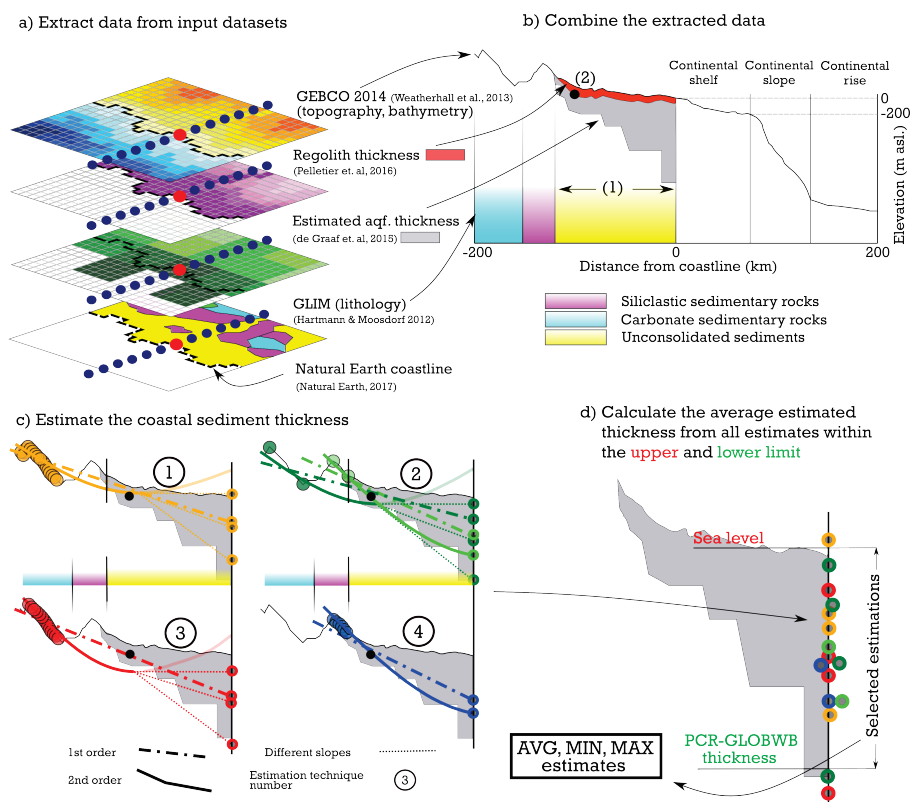 a) Extract data from input datasets
GEBCO 2014 (Weatherhall et al., 2013)
(topography, bathymetry)
Regolith thickness
(Pelletier et. al, 2016)
Estimated aqf. thickness
(de Graaf et. al, 2015)
GLIM (lithology)
(Hartmann & Moosdorf 2012)
Natural Earth coastline
(Natural Earth, 2017)
b) Combine the extracted data
Continental shelf
Continental slope
Continental rise
(2)
(1)
0
-200
Elevation (m asl.)
-200
0
200
Distance from coastline (km)
Siliclastic sedimentary rocks
Carbonate sedimentary rocks
Unconsolidated sediments
c) Estimate the coastal sediment thickness
1
2
3
4
1st order
2nd order
Different slopes
Estimation technique
number
3
d) Calculate the average estimated
thickness from all estimates within
the upper and lower limit
Sea level
Selected estimations
PCR-GLOBWB
thickness
AVG, MIN, MAX
estimates